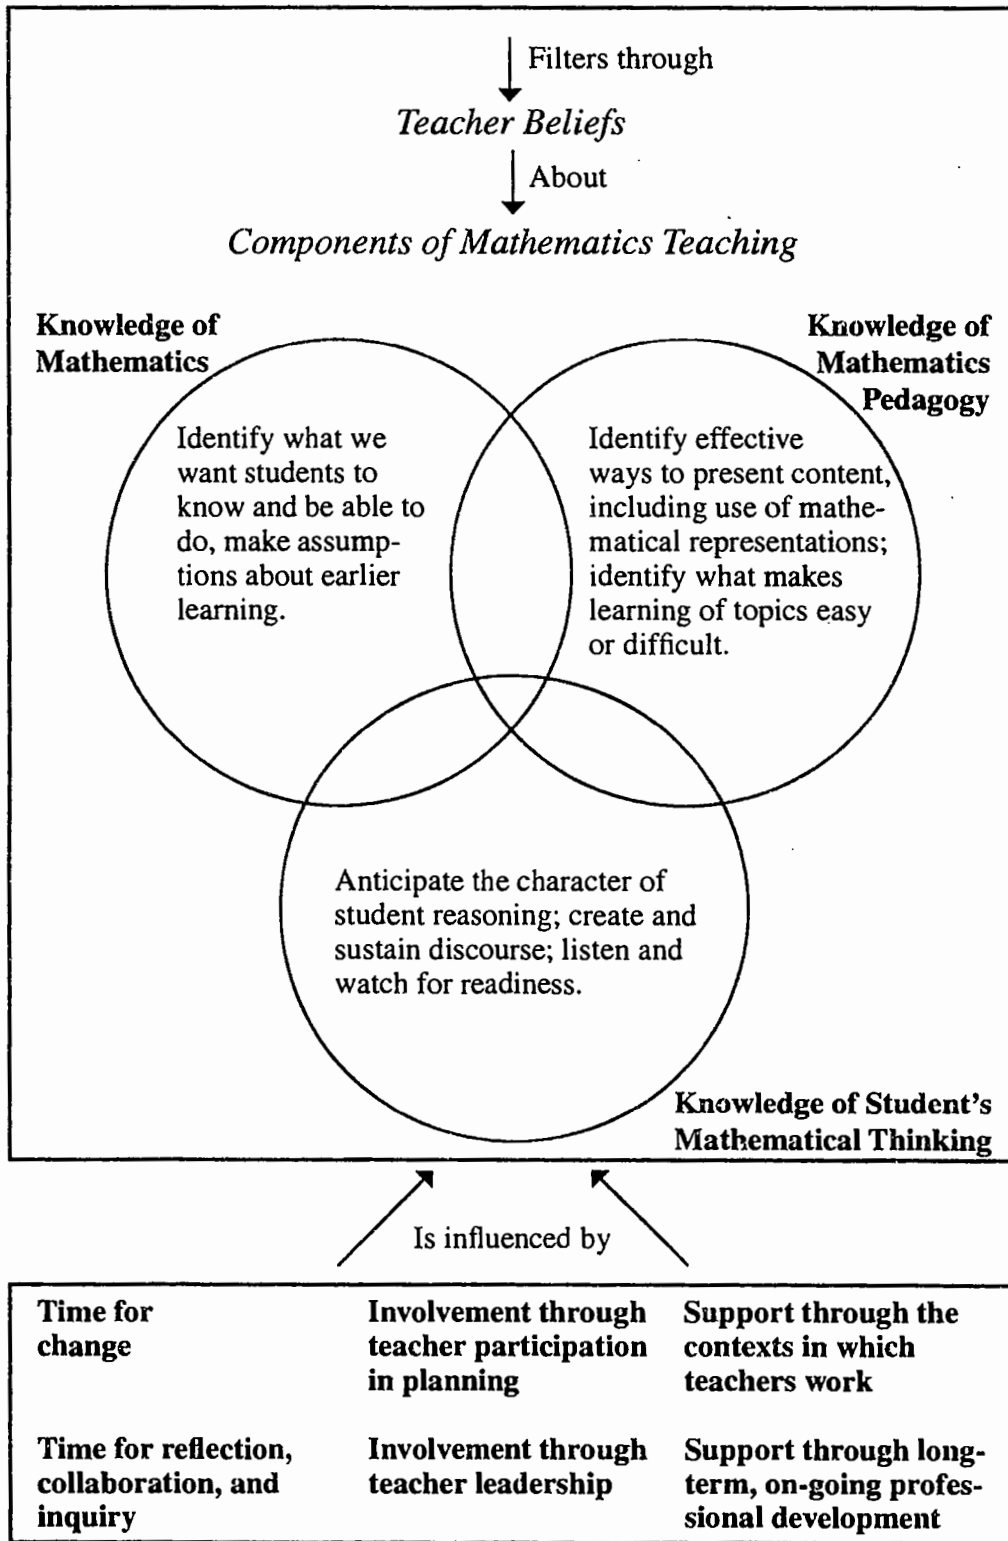 Filters through
Teacher Beliefs
About
Components of Mathematics Teaching
Knowledge of
Mathematics
Knowledge of
Mathematics
Pedagogy
Identify what we
want students to
know and be able to
do, make assump-
tions about earlier
learning.
Identify effective
ways to present content,
including use of mathe-
matical representations;
identify what makes
learning of topics easy
or difficult.
Anticipate the character of
student reasoning; create and
sustain discourse; listen and
watch for readiness.
Knowledge of Student's
Mathematical Thinking
Is influenced by
Time for
change
Involvement through
teacher participation
in planning
Support through the
contexts in which
teachers work
Time for reflection,
collaboration, and
inquiry
Involvement through
teacher leadership
Support through long-
term, on-going profes-
sional development